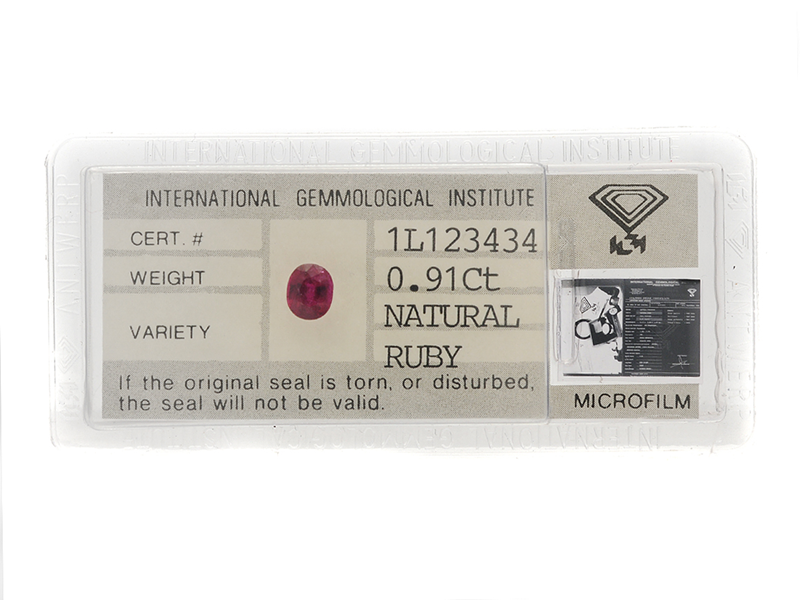 INTERNATIONAL GEMMOLOGICAL INSTITUTE
INTERNATIONAL GEMMOLOGICAL INSTITUTE
CERT. # 1L123434
WEIGHT 0.91Ct
VARIETY NATURAL
RUBY
If the original seal is torn, or disturbed,
the seal will not be valid.
MICROFILM
ANTWERP